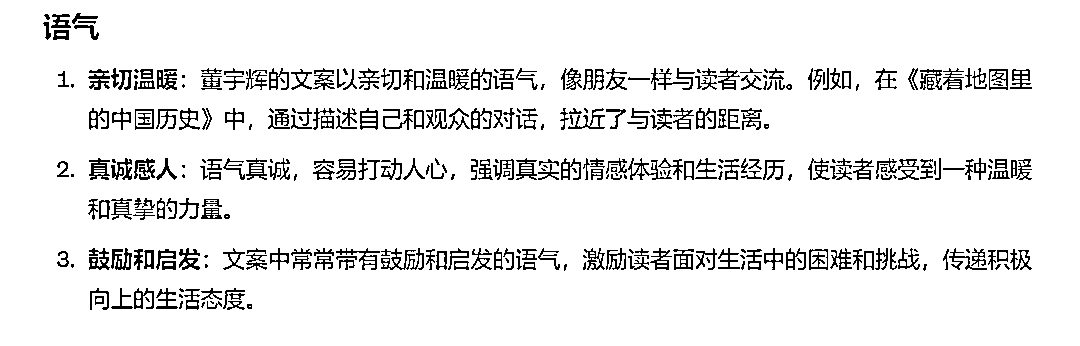 语气
1. 亲切温暖：董宇辉的文案以亲切和温暖的语气，像朋友一样与读者交流。例如，在《藏着地图里
的中国历史》中，通过描述自己和观众的对话，拉近了与读者的距离。
2. 真诚感人：语气真诚，容易打动人心，强调真实的情感体验和生活经历，使读者感受到一种温暖
和真挚的力量。
3. 鼓励和启发：文案中常常带有鼓励和启发的语气，激励读者面对生活中的困难和挑战，传递积极
向上的生活态度。